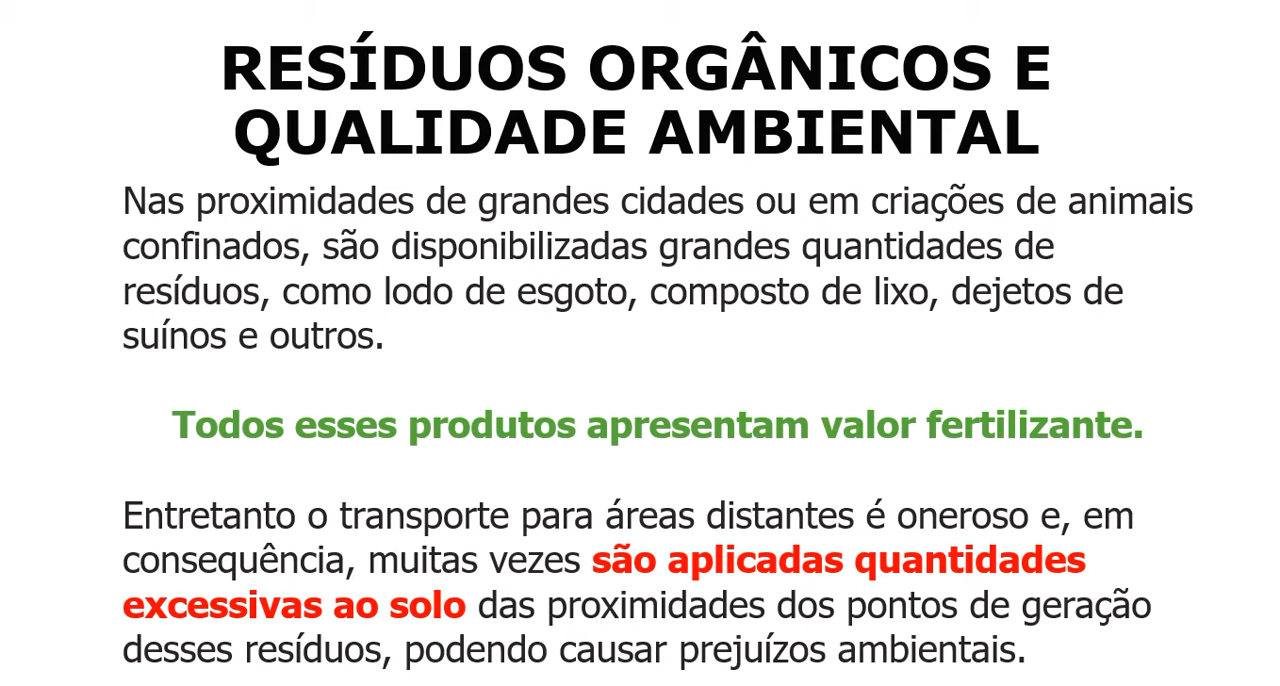 RESÍDUOS ORGÂNICOS E
QUALIDADE AMBIENTAL
Nas proximidades de grandes cidades ou em criações de animais
confinados, são disponibilizadas grandes quantidades de
resíduos, como lodo de esgoto, composto de lixo, dejetos de
suínos e outros.
Todos esses produtos apresentam valor fertilizante.
Entretanto o transporte para áreas distantes é oneroso e, em
consequência, muitas vezes são aplicadas quantidades
excessivas ao solo das proximidades dos pontos de geração
desses resíduos, podendo causar prejuízos ambientais.